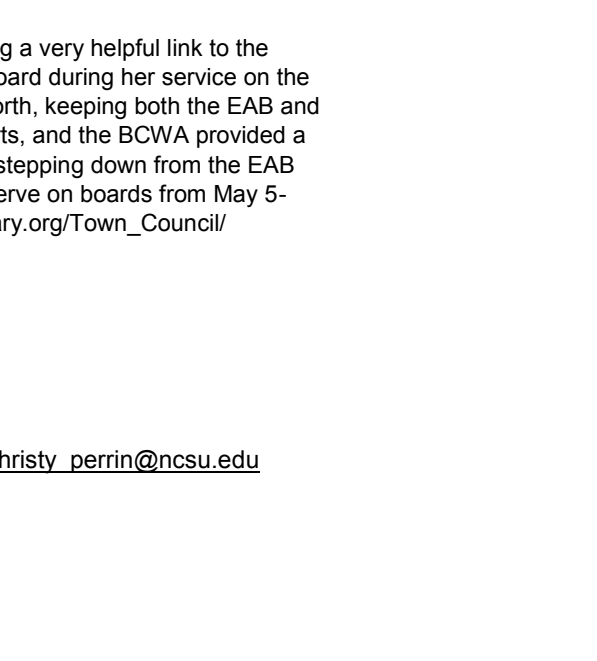 g a very helpful link to the
oard during her service on the
orth, keeping both the EAB and
ts, and the BCWA provided a
stepping down from the EAB
erve on boards from May 5-
ary.org/Town_Council/
hristy_perrin@ncsu.edu